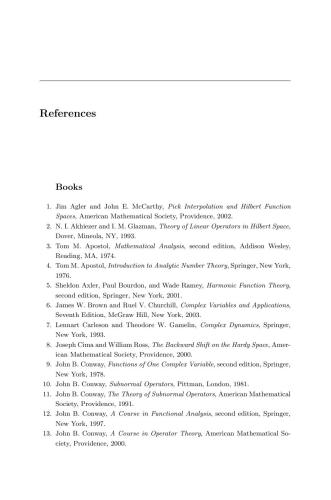 References
Books
1. Jim Agler and John E. McCarthy, Pick Interpolation and Hilbert Function
Spaces, American Mathematical Society, Providence, 2002.
2. N. I. Akhiezer and I. M. Glazman, Theory of Linear Operators in Hilbert Space,
Dover, Mineola, NY, 1993.
3. Tom M. Apostol, Mathematical Analysis, second edition, Addison Wesley,
Reading, MA, 1974.
4. Tom M. Apostol, Introduction to Analytic Number Theory, Springer, New York,
1976.
5. Sheldon Axler, Paul Bourdon, and Wade Ramey, Harmonic Function Theory,
second edition, Springer, New York, 2001.
6. James W. Brown and Ruel V. Churchill, Complex Variables and Applications,
Seventh Edition, McGraw Hill, New York, 2003.
7. Lennart Carleson and Theodore W. Gamelin, Complex Dynamics, Springer,
New York, 1993.
8. Joseph Cima and William Ross, The Backward Shift on the Hardy Space, Amer-
ican Mathematical Society, Providence, 2000.
9. John B. Conway, Functions of One Complex Variable, second edition, Springer,
New York, 1978.
10. John B. Conway, Subnormal Operators, Pittman, London, 1981.
11. John B. Conway, The Theory of Subnormal Operators, American Mathematical
Society, Providence, 1991.
12. John B. Conway, A Course in Functional Analysis, second edition, Springer,
New York, 1997.
13. John B. Conway, A Course in Operator Theory, American Mathematical So-
ciety, Providence, 2000.